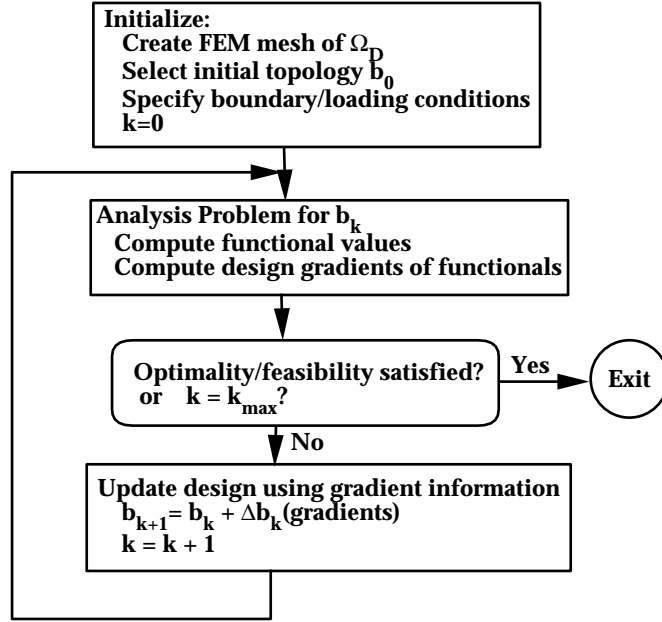 Initialize:
Create FEM mesh of Ω_D
Select initial topology b_0
Specify boundary/loading conditions
k=0
Analysis Problem for b_k
Compute functional values
Compute design gradients of functionals
Optimality/feasibility satisfied?
or k = k_max?
Yes
Exit
No
Update design using gradient information
b_{k+1} = b_k + Δb_k(gradients)
k = k + 1